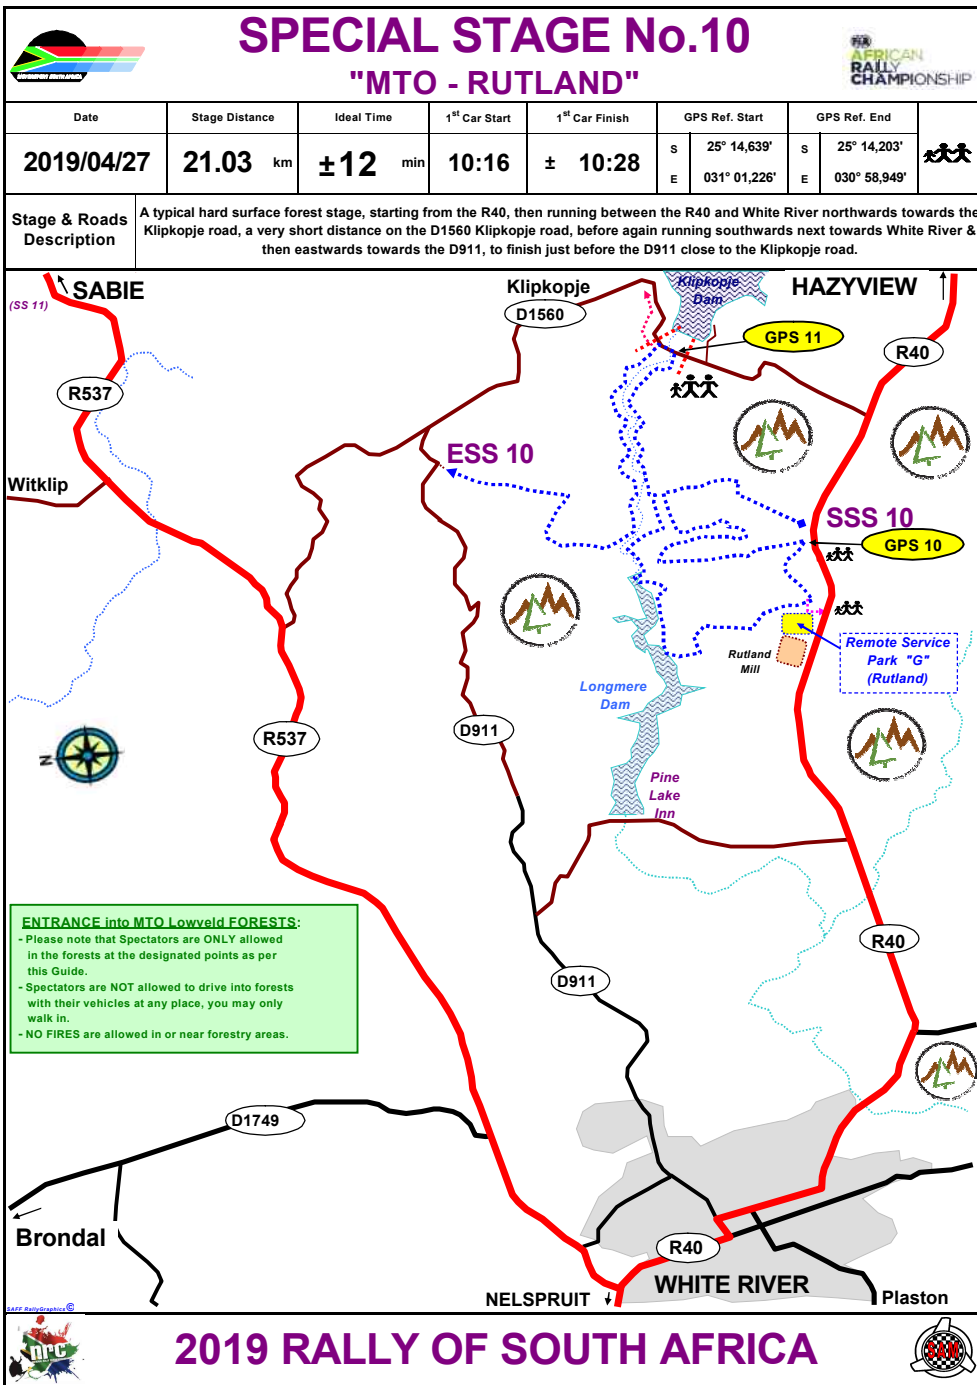 SPECIAL STAGE No.10
"MTO - RUTLAND"
MOTORSPORT SOUTH AFRICA
FIA
AFRICAN
RALLY
CHAMPIONSHIP
Date
Stage Distance
Ideal Time
1st Car Start
1st Car Finish
GPS Ref. Start
GPS Ref. End
2019/04/27
21.03 km
±12 min
10:16
± 10:28
S 25° 14,639'
E 031° 01,226'
S 25° 14,203'
E 030° 58,949'
Stage & Roads
Description
A typical hard surface forest stage, starting from the R40, then running between the R40 and White River northwards towards the
Klipkopje road, a very short distance on the D1560 Klipkopje road, before again running southwards next towards White River &
then eastwards towards the D911, to finish just before the D911 close to the Klipkopje road.
SABIE
(SS 11)
Klipkopje
D1560
Klipkopje
Dam
HAZYVIEW
GPS 11
R40
R537
ESS 10
Witklip
SSS 10
GPS 10
Rutland
Mill
Remote Service
Park "G"
(Rutland)
Longmere
Dam
N
R537
D911
Pine
Lake
Inn
ENTRANCE into MTO Lowveld FORESTS:
- Please note that Spectators are ONLY allowed
in the forests at the designated points as per
this Guide.
- Spectators are NOT allowed to drive into forests
with their vehicles at any place, you may only
walk in.
- NO FIRES are allowed in or near forestry areas.
R40
D911
D1749
Brondal
R40
WHITE RIVER
NELSPRUIT
Plaston
SAFF RallyGraphics©
nrc
2019 RALLY OF SOUTH AFRICA
SAM